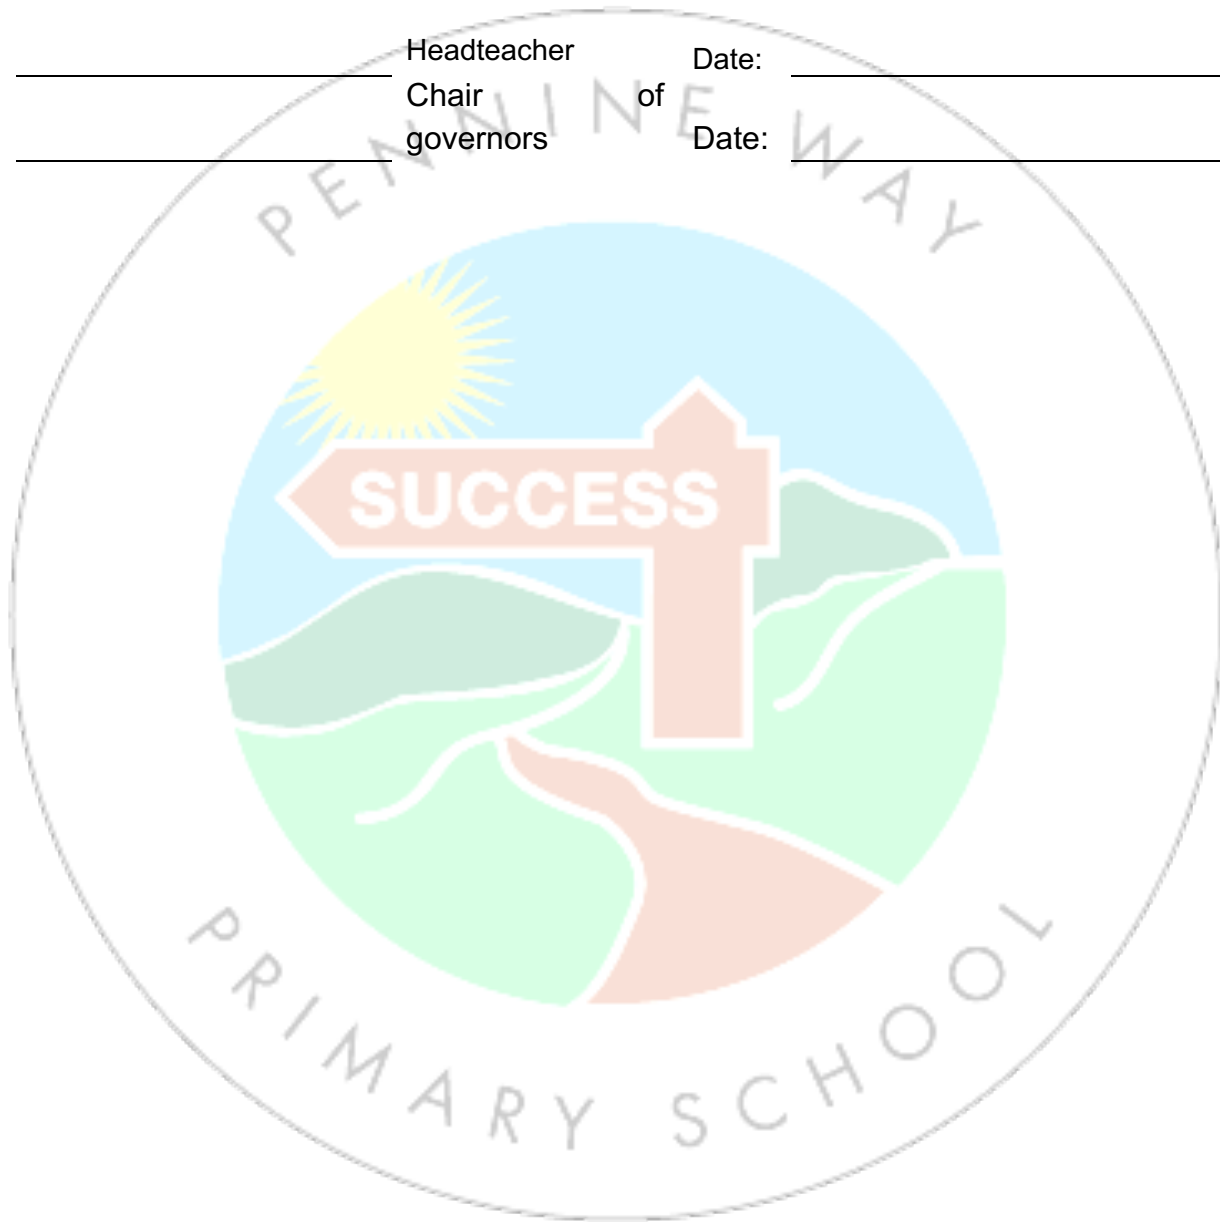 Headteacher Date:
Chair of
governors Date:
PENNINE WAY
SUCCESS
PRIMARY SCHOOL